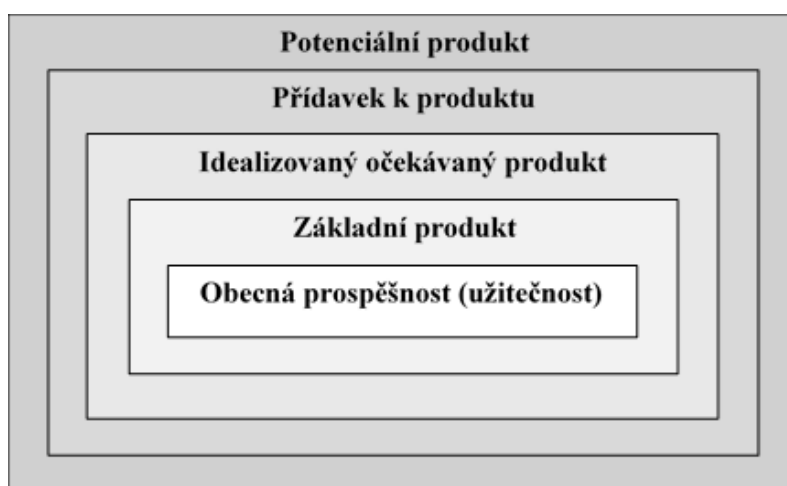 Potenciální produkt
Přídavek k produktu
Idealizovaný očekávaný produkt
Základní produkt
Obecná prospěšnost (užitečnost)